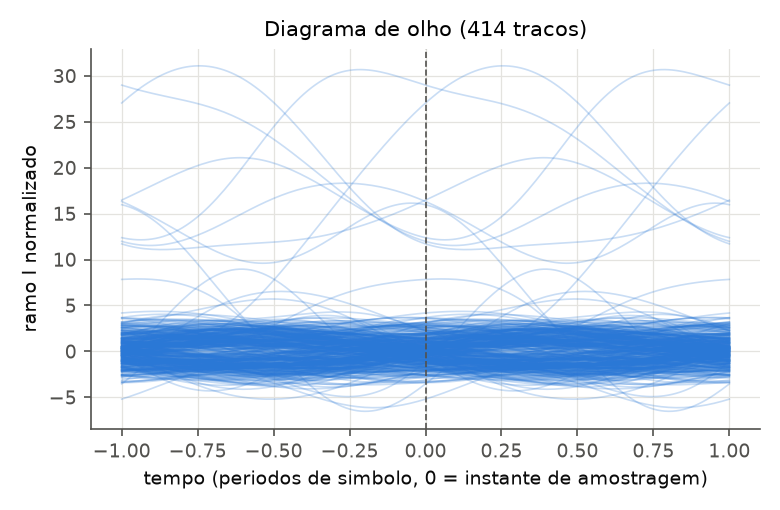 Diagrama de olho (414 tracos)
30
25
20
15
10
5
0
−5
ramo I normalizado
−1.00 −0.75 −0.50 −0.25 0.00 0.25 0.50 0.75 1.00
tempo (periodos de simbolo, 0 = instante de amostragem)